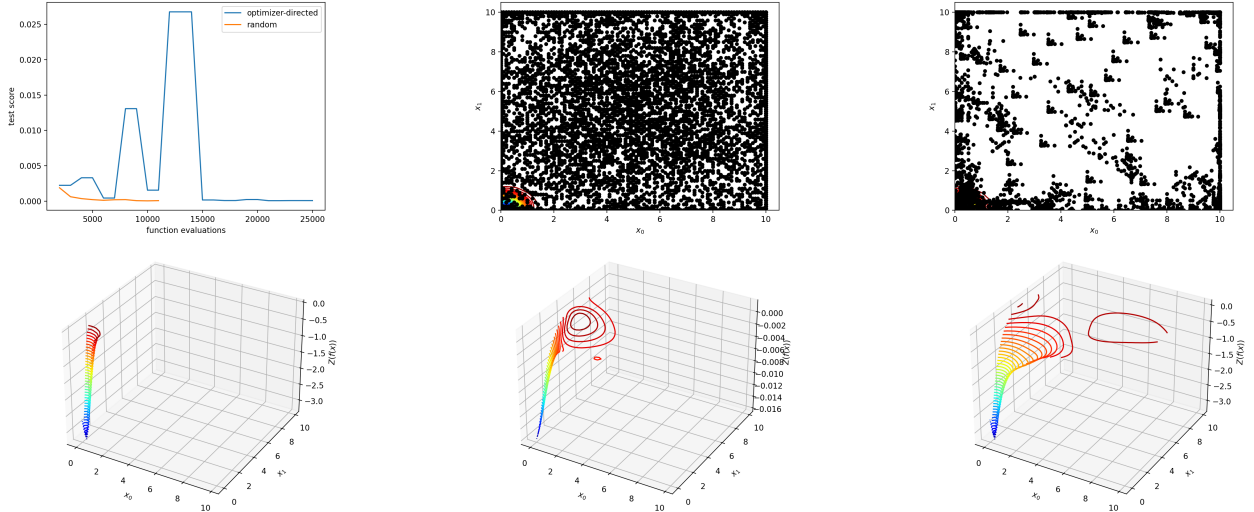 optimizer-directed
random
0.025
0.020
0.015
0.010
0.005
0.000
test score
5000 10000 15000 20000 25000
function evaluations
10
8
6
4
2
0
x₁
0 2 4 6 8 10
x₀
10
8
6
4
2
0
x₁
0 2 4 6 8 10
x₀
0.0
−0.5
−1.0
−1.5
−2.0
−2.5
−3.0
Z(f(x))
0 2 4 6 8 10
x₀
0 2 4 6 8 10
x₁
0.000
−0.002
−0.004
−0.006
−0.008
−0.010
−0.012
−0.014
−0.016
Z(f(x))
0 2 4 6 8 10
x₀
0 2 4 6 8 10
x₁
0.0
−0.5
−1.0
−1.5
−2.0
−2.5
−3.0
Z(f(x))
0 2 4 6 8 10
x₀
0 2 4 6 8 10
x₁